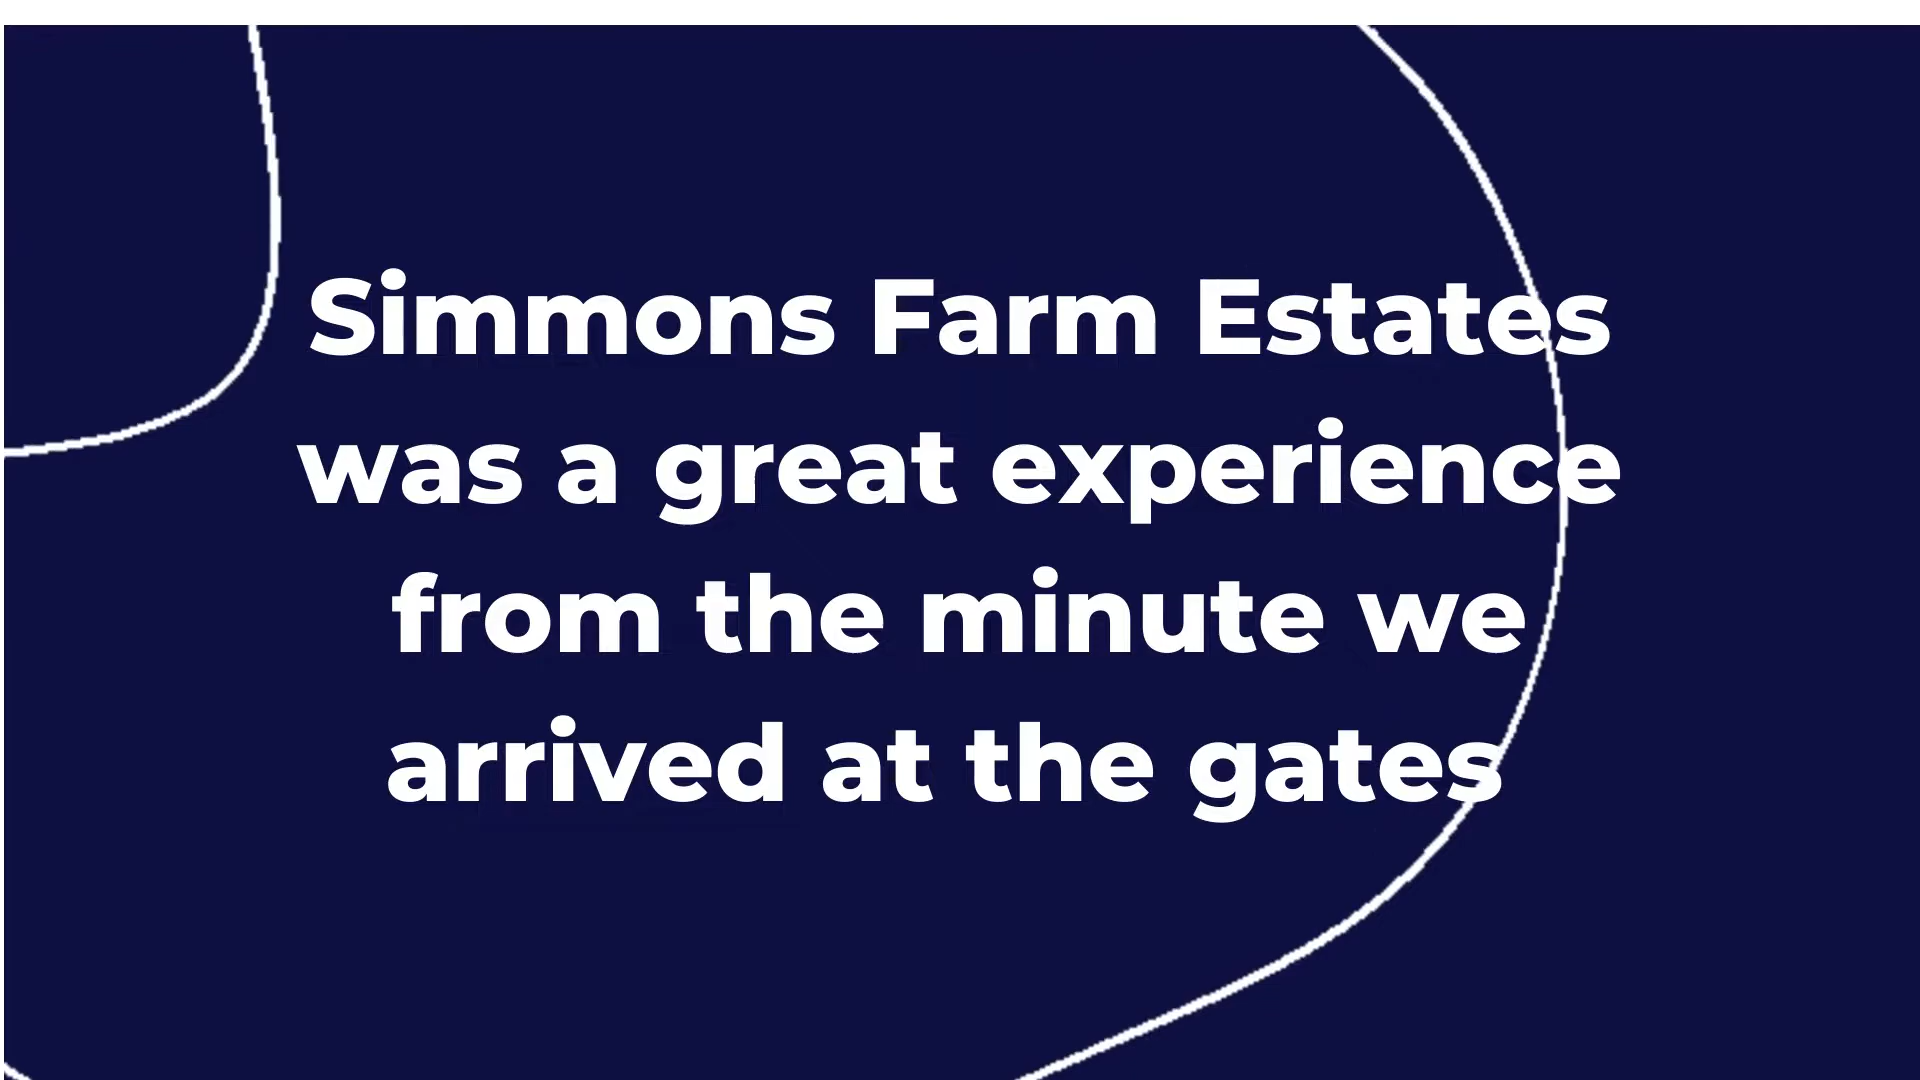 Simmons Farm Estates
was a great experience
from the minute we
arrived at the gates